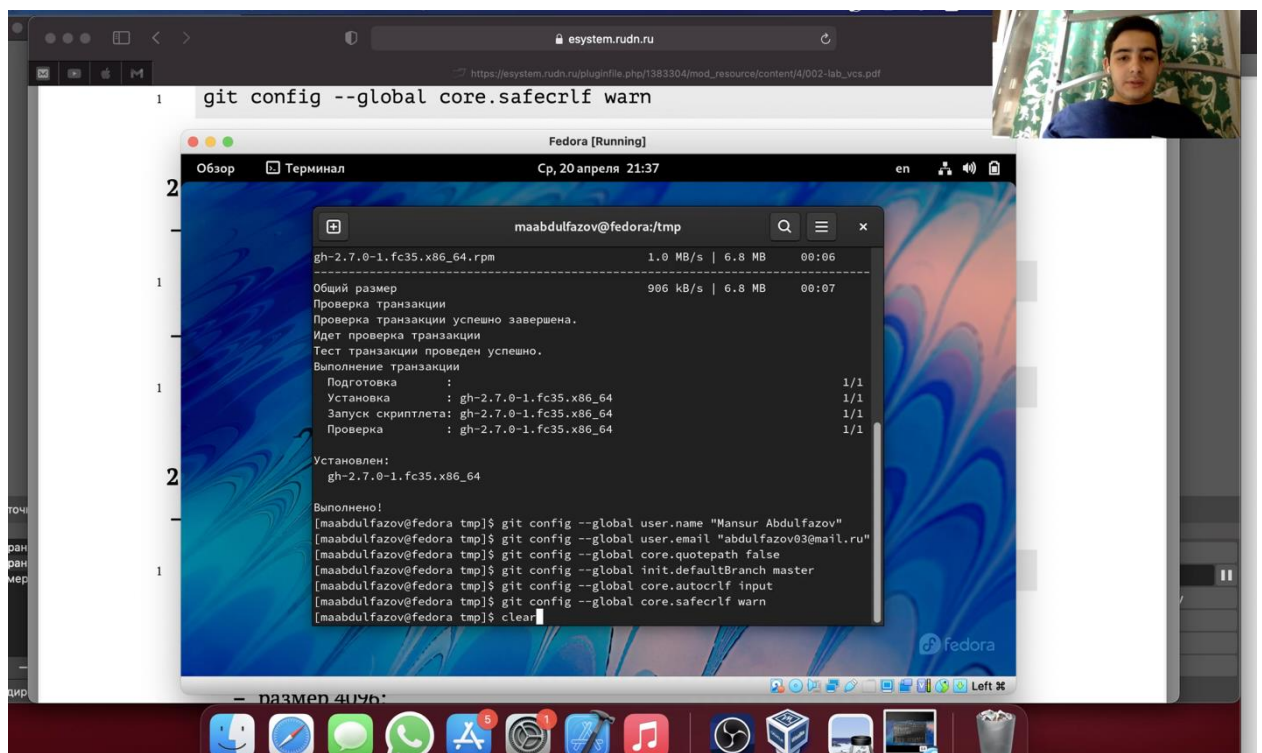 esystem.rudn.ru
https://esystem.rudn.ru/pluginfile.php/1383304/mod_resource/content/4/002-lab_vcs.pdf
1 git config --global core.safecrlf warn
Fedora [Running]
Обзор Терминал Ср, 20 апреля 21:37 en
2
maabdulfazov@fedora:/tmp
gh-2.7.0-1.fc35.x86_64.rpm 1.0 MB/s | 6.8 MB 00:06
--------------------------------------------------------------------------------
1
Общий размер 906 kB/s | 6.8 MB 00:07
Проверка транзакции
Проверка транзакции успешно завершена.
Идет проверка транзакции
Тест транзакции проведен успешно.
Выполнение транзакции
1
Подготовка : 1/1
Установка : gh-2.7.0-1.fc35.x86_64 1/1
Запуск скриптлета: gh-2.7.0-1.fc35.x86_64 1/1
Проверка : gh-2.7.0-1.fc35.x86_64 1/1
Установлен:
2
gh-2.7.0-1.fc35.x86_64
Выполнено!
[maabdulfazov@fedora tmp]$ git config --global user.name "Mansur Abdulfazov"
[maabdulfazov@fedora tmp]$ git config --global user.email "abdulfazov03@mail.ru"
[maabdulfazov@fedora tmp]$ git config --global core.quotepath false
[maabdulfazov@fedora tmp]$ git config --global init.defaultBranch master
1
[maabdulfazov@fedora tmp]$ git config --global core.autocrlf input
[maabdulfazov@fedora tmp]$ git config --global core.safecrlf warn
[maabdulfazov@fedora tmp]$ clear
fedora
Left ⌘
– размер 4096:
5
1